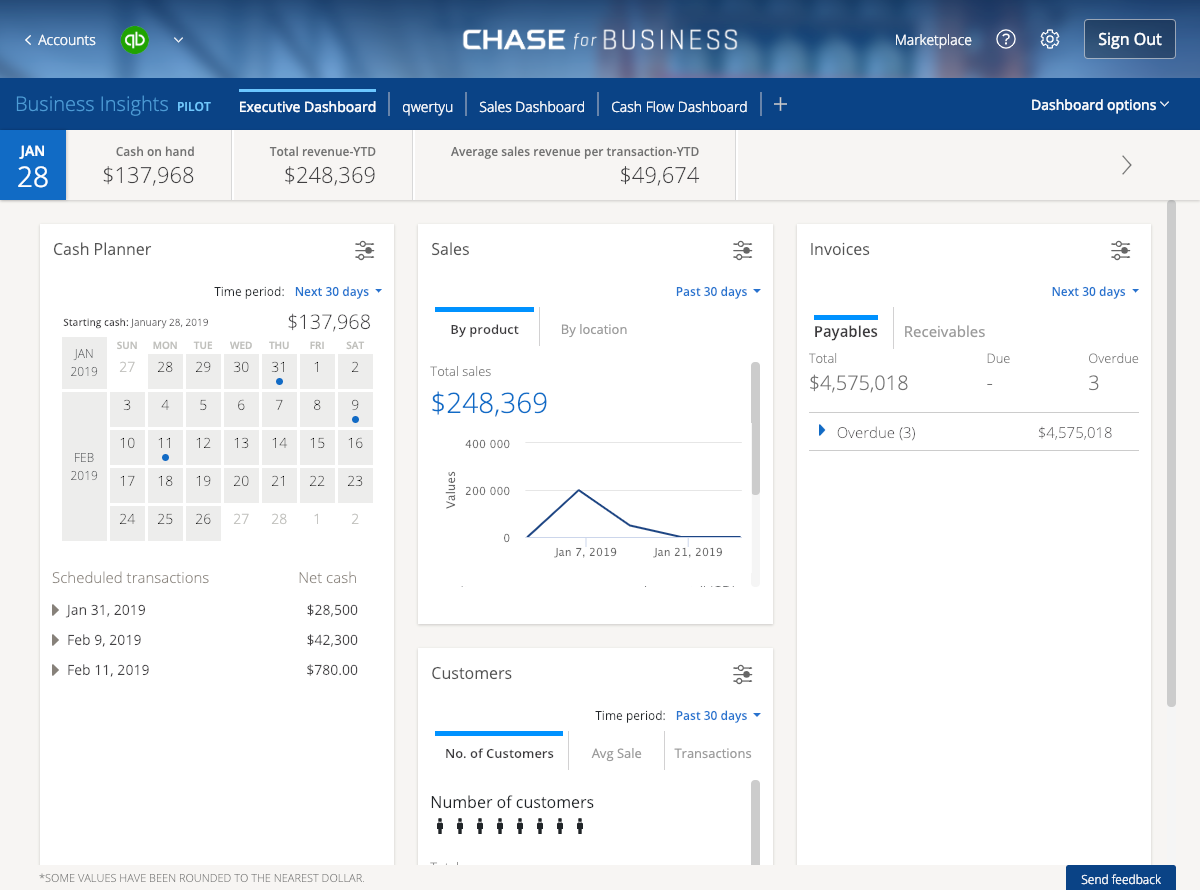 Accounts
qb
CHASE for BUSINESS
Marketplace
?
Sign Out
Business Insights PILOT
Executive Dashboard
qwertyu
Sales Dashboard
Cash Flow Dashboard
+
Dashboard options
JAN
28
Cash on hand
$137,968
Total revenue-YTD
$248,369
Average sales revenue per transaction-YTD
$49,674
Cash Planner
Time period: Next 30 days
Starting cash: January 28, 2019 $137,968
SUN MON TUE WED THU FRI SAT
JAN
2019
27 28 29 30 31 1 2
FEB
2019
3 4 5 6 7 8 9
10 11 12 13 14 15 16
17 18 19 20 21 22 23
24 25 26 27 28 1 2
Scheduled transactions Net cash
Jan 31, 2019 $28,500
Feb 9, 2019 $42,300
Feb 11, 2019 $780.00
Sales
Past 30 days
By product By location
Total sales
$248,369
400 000
200 000
0
Values
Jan 7, 2019 Jan 21, 2019
Customers
Time period: Past 30 days
No. of Customers Avg Sale Transactions
Number of customers
Invoices
Next 30 days
Payables Receivables
Total Due Overdue
$4,575,018 - 3
Overdue (3) $4,575,018
*SOME VALUES HAVE BEEN ROUNDED TO THE NEAREST DOLLAR.
Send feedback